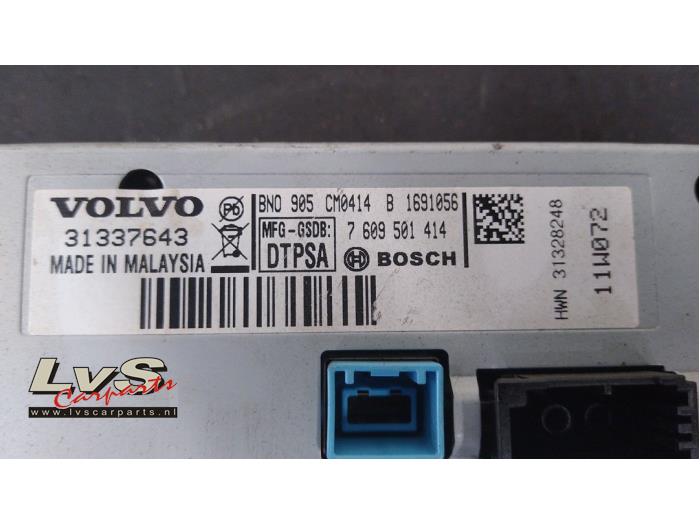 VOLVO
31337643
MADE IN MALAYSIA
Pb
BNO 905 CM0414 B 1691056
MFG-GSDB:
DTPSA
7 609 501 414
BOSCH
HWN 31328248
11W072
LvS
Carparts
www.lvscarparts.nl